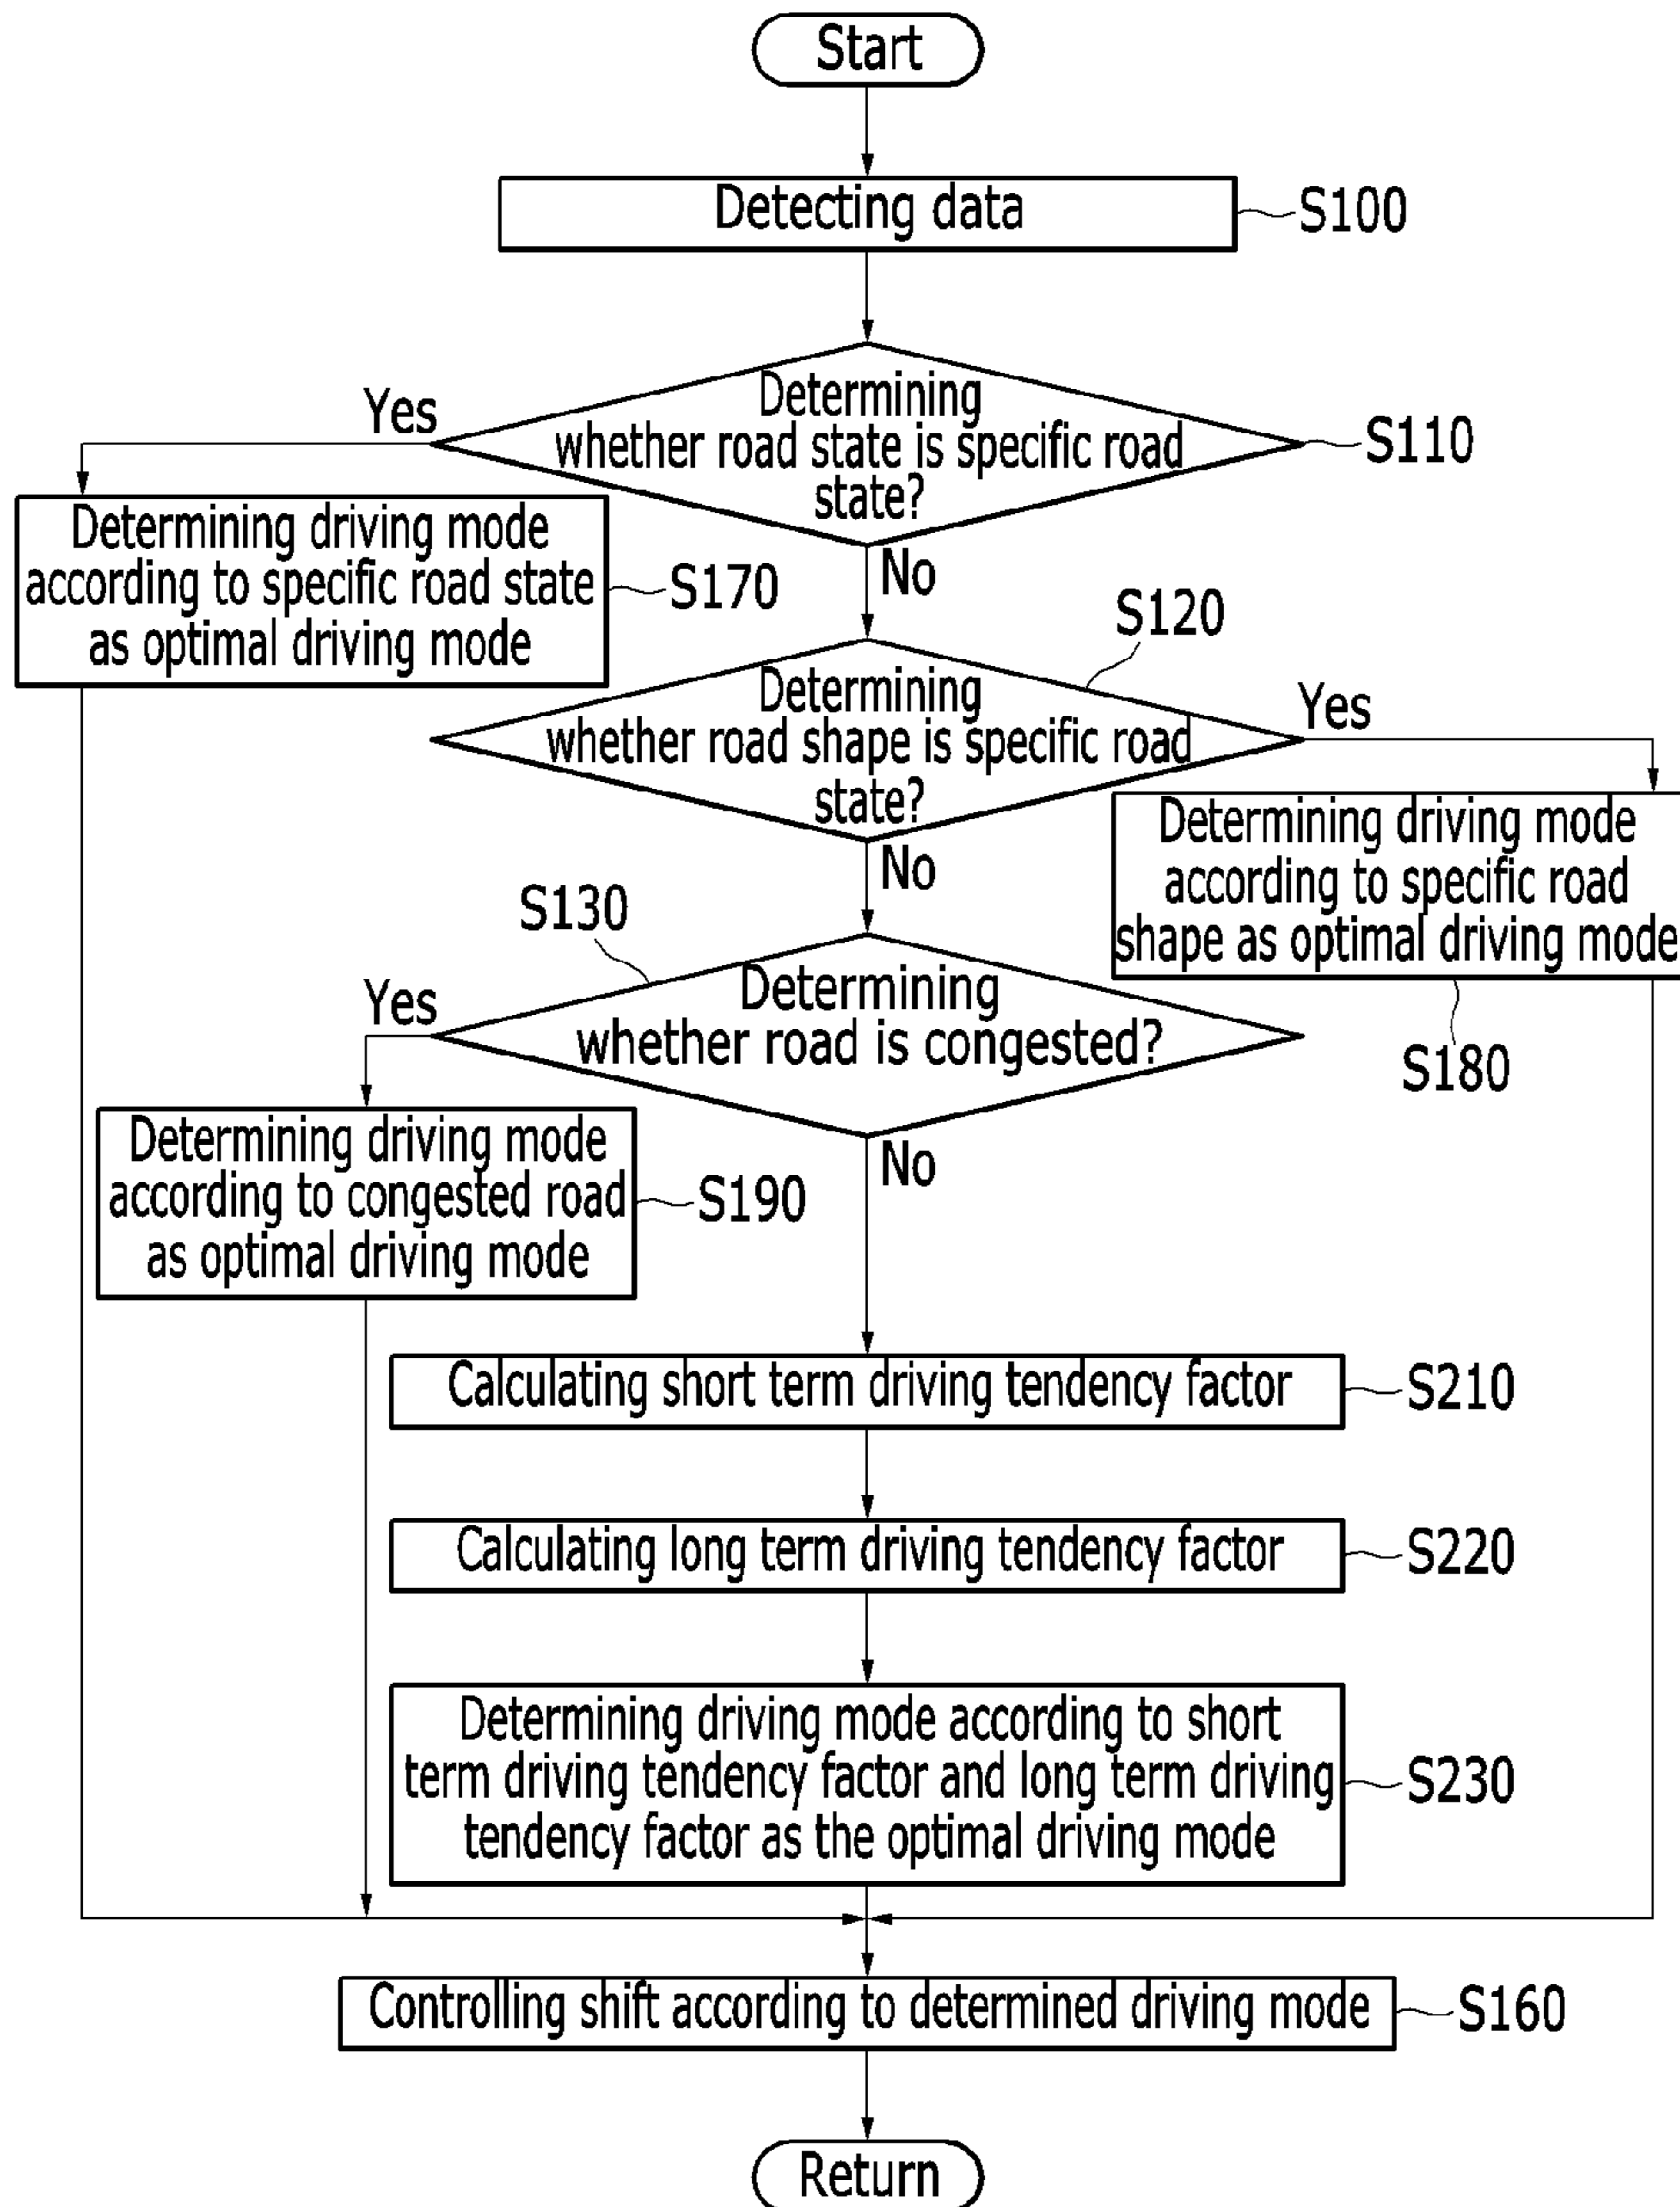 Start
Detecting data
S100
Determining
whether road state is specific road
state?
S110
Yes
No
Determining driving mode
according to specific road state
as optimal driving mode
S170
S120
Determining
whether road shape is specific road
state?
Yes
No
Determining driving mode
according to specific road
shape as optimal driving mode
S180
S130
Determining
whether road is congested?
Yes
No
Determining driving mode
according to congested road
as optimal driving mode
S190
Calculating short term driving tendency factor
S210
Calculating long term driving tendency factor
S220
Determining driving mode according to short
term driving tendency factor and long term driving
tendency factor as the optimal driving mode
S230
Controlling shift according to determined driving mode
S160
Return